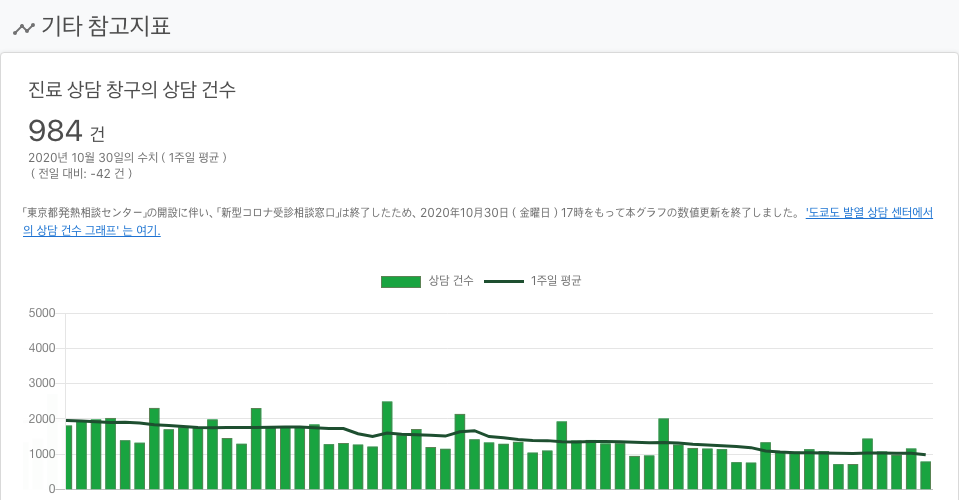 기타 참고지표
진료 상담 창구의 상담 건수
984 건
2020년 10월 30일의 수치 ( 1주일 평균 )
( 전일 대비: -42 건 )
「東京都発熱相談センター」の開設に伴い、「新型コロナ受診相談窓口」は終了したため、2020年10月30日 ( 金曜日 ) 17時をもって本グラフの数値更新を終了しました。 '도쿄도 발열 상담 센터에서
의 상담 건수 그래프' 는 여기.
상담 건수 1주일 평균
5000
4000
3000
2000
1000
0